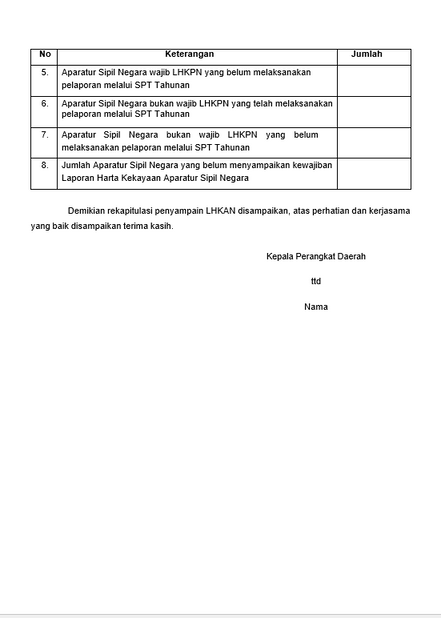 No Keterangan Jumlah
5. Aparatur Sipil Negara wajib LHKPN yang belum melaksanakan
pelaporan melalui SPT Tahunan
6. Aparatur Sipil Negara bukan wajib LHKPN yang telah melaksanakan
pelaporan melalui SPT Tahunan
7. Aparatur Sipil Negara bukan wajib LHKPN yang belum
melaksanakan pelaporan melalui SPT Tahunan
8. Jumlah Aparatur Sipil Negara yang belum menyampaikan kewajiban
Laporan Harta Kekayaan Aparatur Sipil Negara
Demikian rekapitulasi penyampain LHKAN disampaikan, atas perhatian dan kerjasama
yang baik disampaikan terima kasih.
Kepala Perangkat Daerah
ttd
Nama